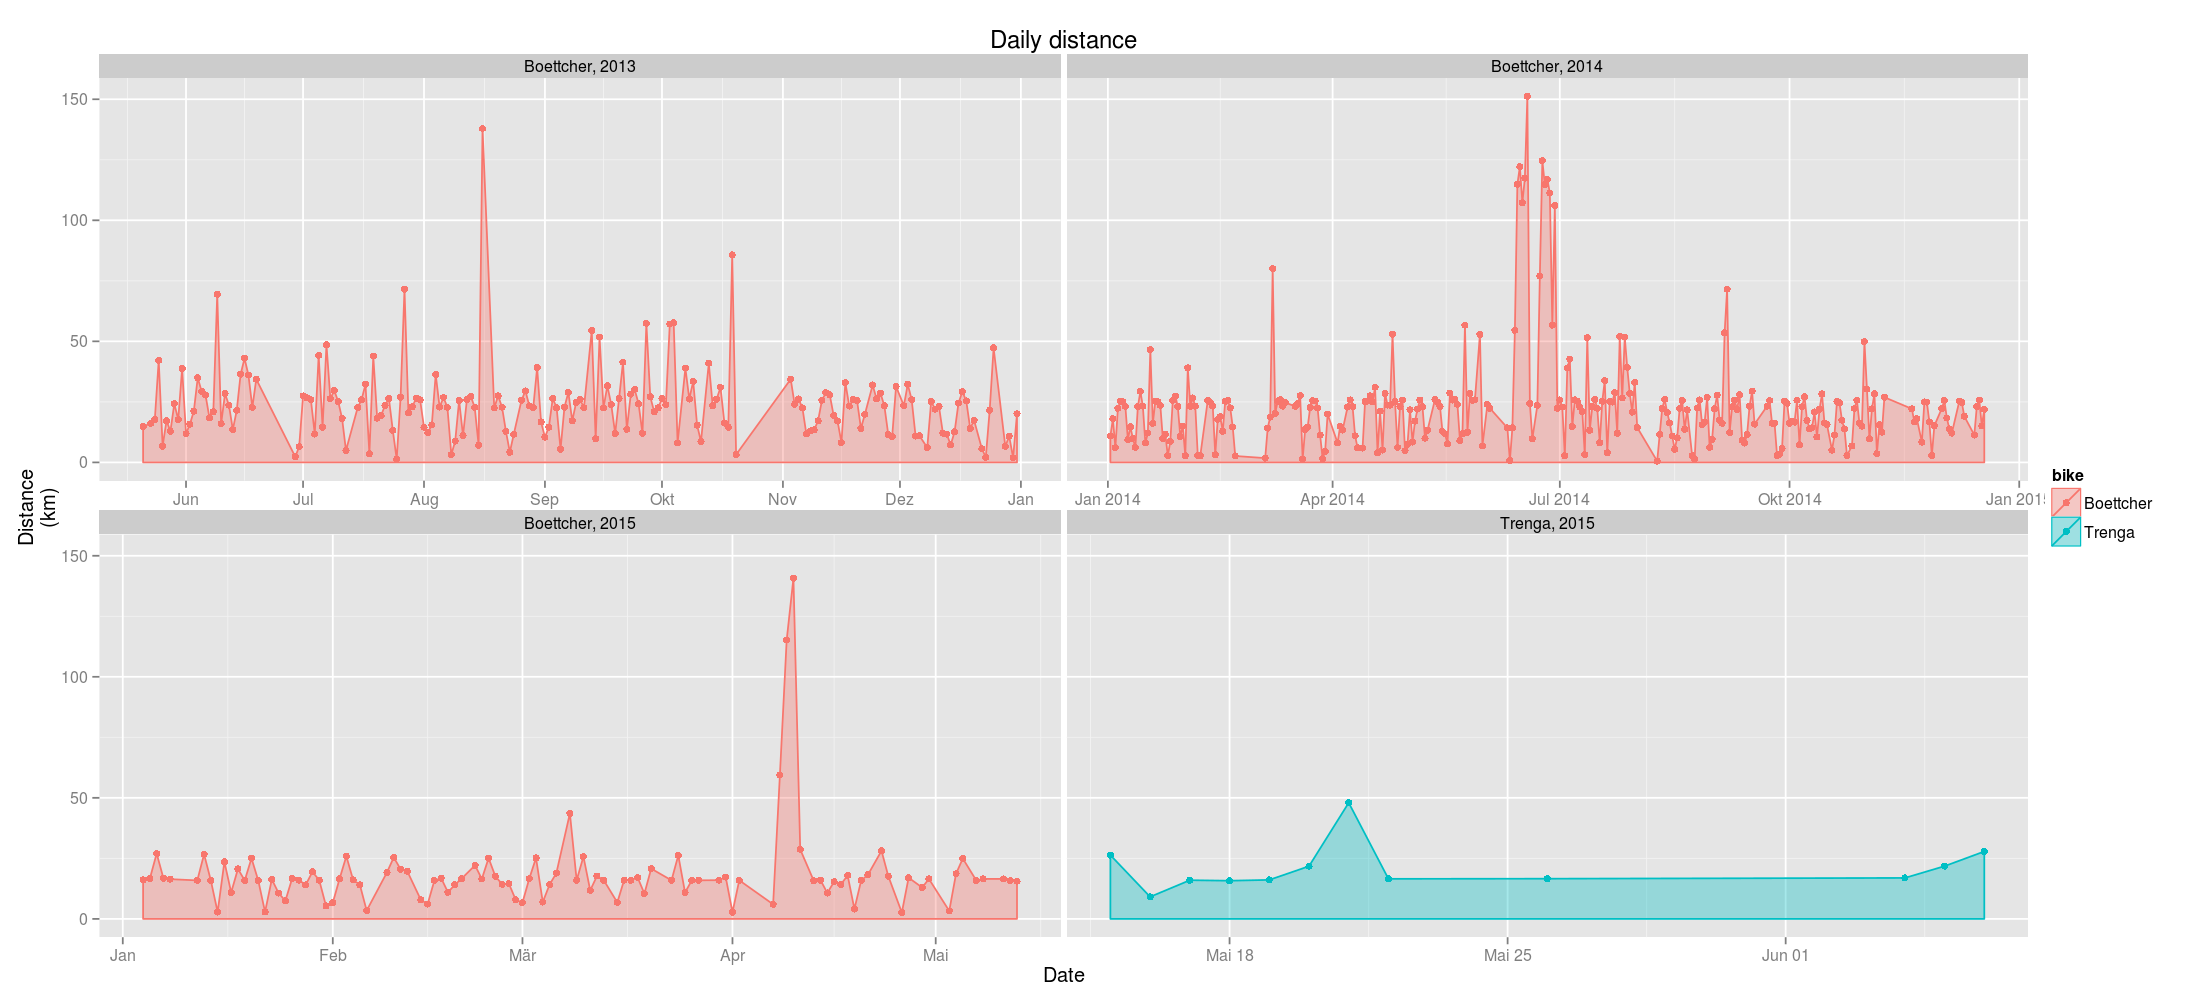 Daily distance
Boettcher, 2013
Boettcher, 2014
150
100
50
0
Jun Jul Aug Sep Okt Nov Dez Jan
Jan 2014 Apr 2014 Jul 2014 Okt 2014 Jan 201
Boettcher, 2015
Trenga, 2015
150
100
50
0
Jan Feb Mär Apr Mai
Mai 18 Mai 25 Jun 01
Distance
(km)
Date
bike
Boettcher
Trenga